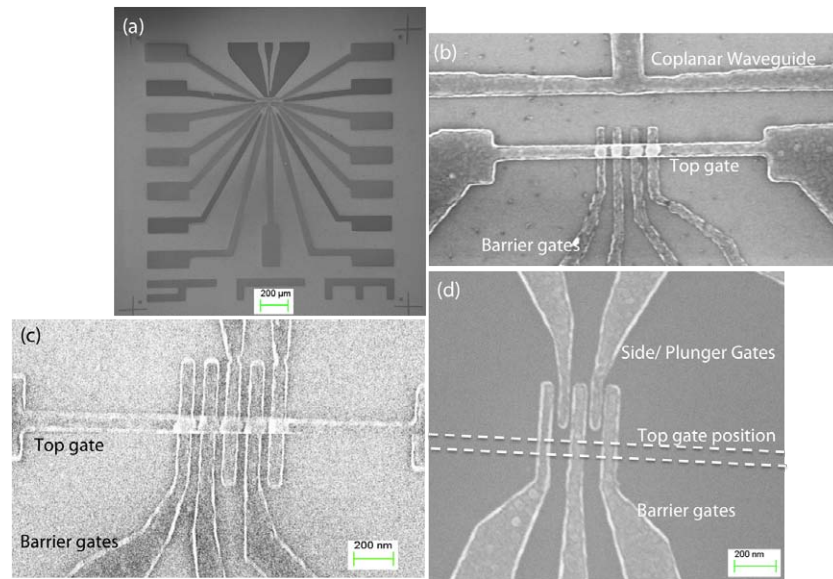 (a)
200 µm
(b)
Coplanar Waveguide
Top gate
Barrier gates
(c)
Top gate
Barrier gates
200 nm
(d)
Side/ Plunger Gates
Top gate position
Barrier gates
200 nm